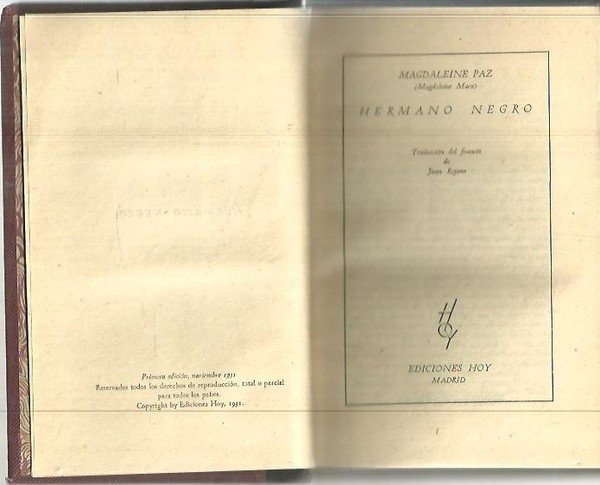 Primera edición, noviembre 1931
Reservados todos los derechos de reproducción, total o parcial
para todos los países.
Copyright by Ediciones Hoy, 1931.
MAGDALEINE PAZ
(Magdeleine Marx)
HERMANO NEGRO
Traducción del francés
de
Juan Rejano
HOY
EDICIONES HOY
MADRID